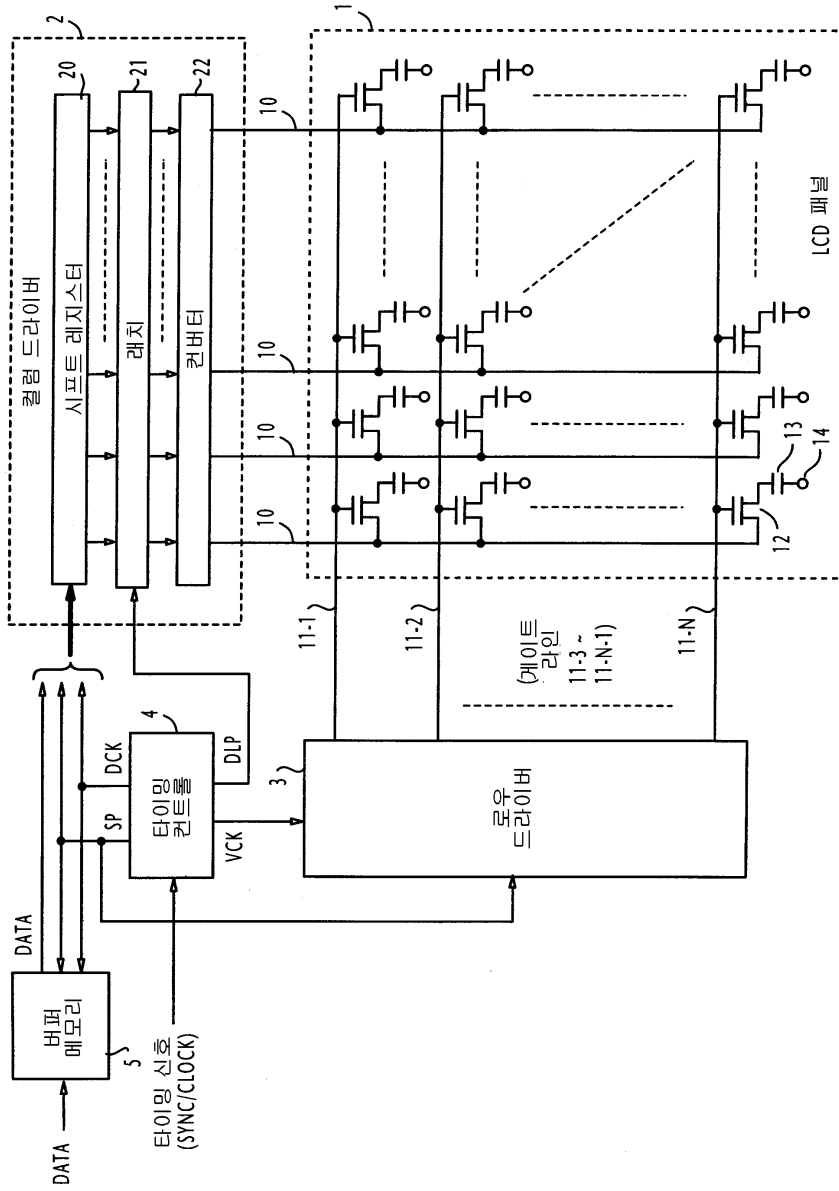 DATA
버퍼
메모리
5
DATA
타이밍 신호
(SYNC/CLOCK)
SP
DCK
타이밍
컨트롤
4
VCK
DLP
컬럼 드라이버
2
시프트 레지스터
20
래치
21
컨버터
22
10
10
10
10
1
로우
드라이버
3
11-1
11-2
(게이트
라인
11-3 ~
11-N-1)
11-N
12
13
14
LCD 패널